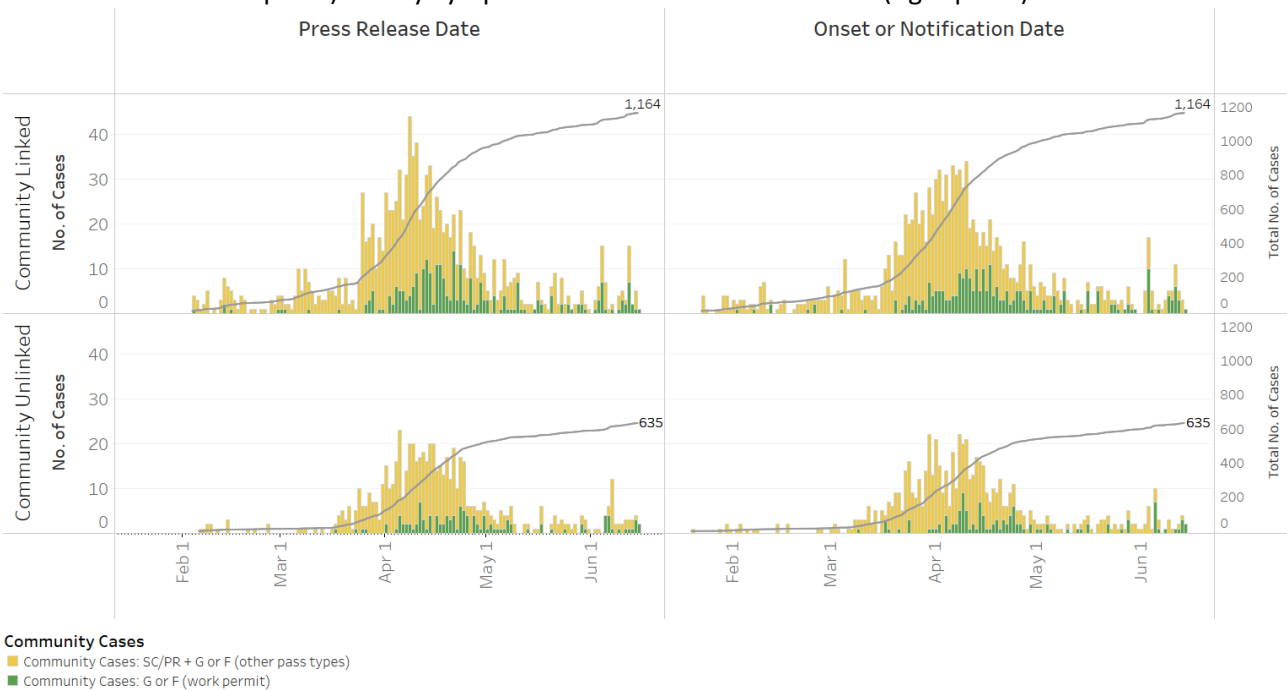 Press Release Date
Onset or Notification Date
Community Linked
No. of Cases
40
30
20
10
0
1,164
1,164
1200
1000
800
600
400
200
0
Total No. of Cases
Community Unlinked
No. of Cases
40
30
20
10
0
635
635
1200
1000
800
600
400
200
0
Total No. of Cases
Feb 1
Mar 1
Apr 1
May 1
Jun 1
Feb 1
Mar 1
Apr 1
May 1
Jun 1
Community Cases
Community Cases: SC/PR + G or F (other pass types)
Community Cases: G or F (work permit)